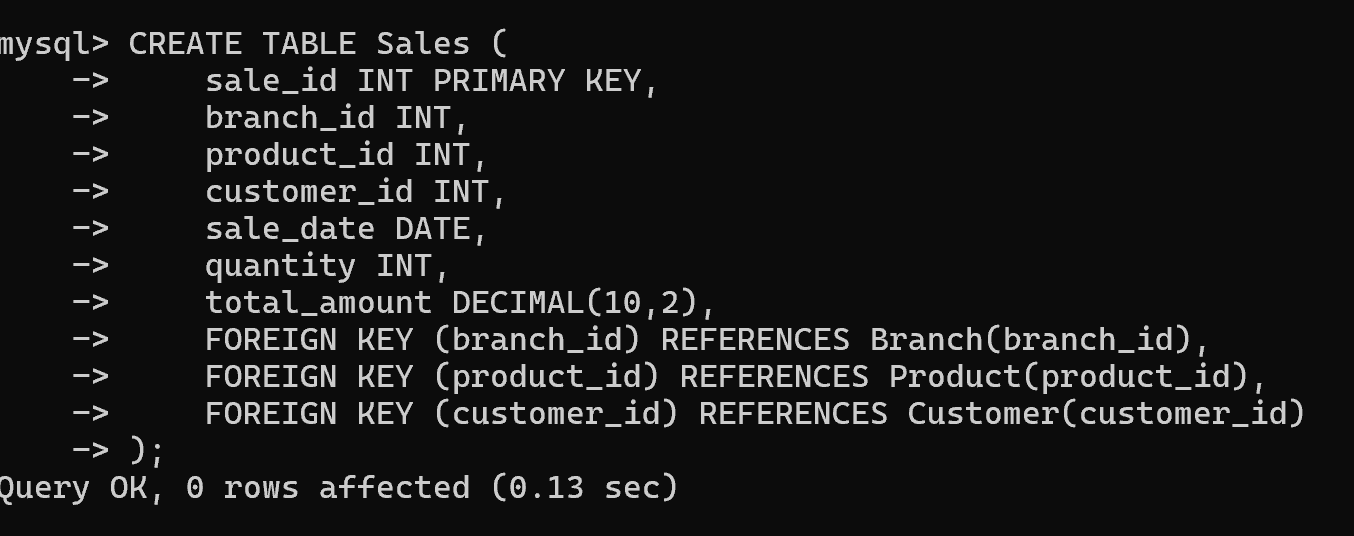 mysql> CREATE TABLE Sales (
    ->     sale_id INT PRIMARY KEY,
    ->     branch_id INT,
    ->     product_id INT,
    ->     customer_id INT,
    ->     sale_date DATE,
    ->     quantity INT,
    ->     total_amount DECIMAL(10,2),
    ->     FOREIGN KEY (branch_id) REFERENCES Branch(branch_id),
    ->     FOREIGN KEY (product_id) REFERENCES Product(product_id),
    ->     FOREIGN KEY (customer_id) REFERENCES Customer(customer_id)
    -> );
Query OK, 0 rows affected (0.13 sec)